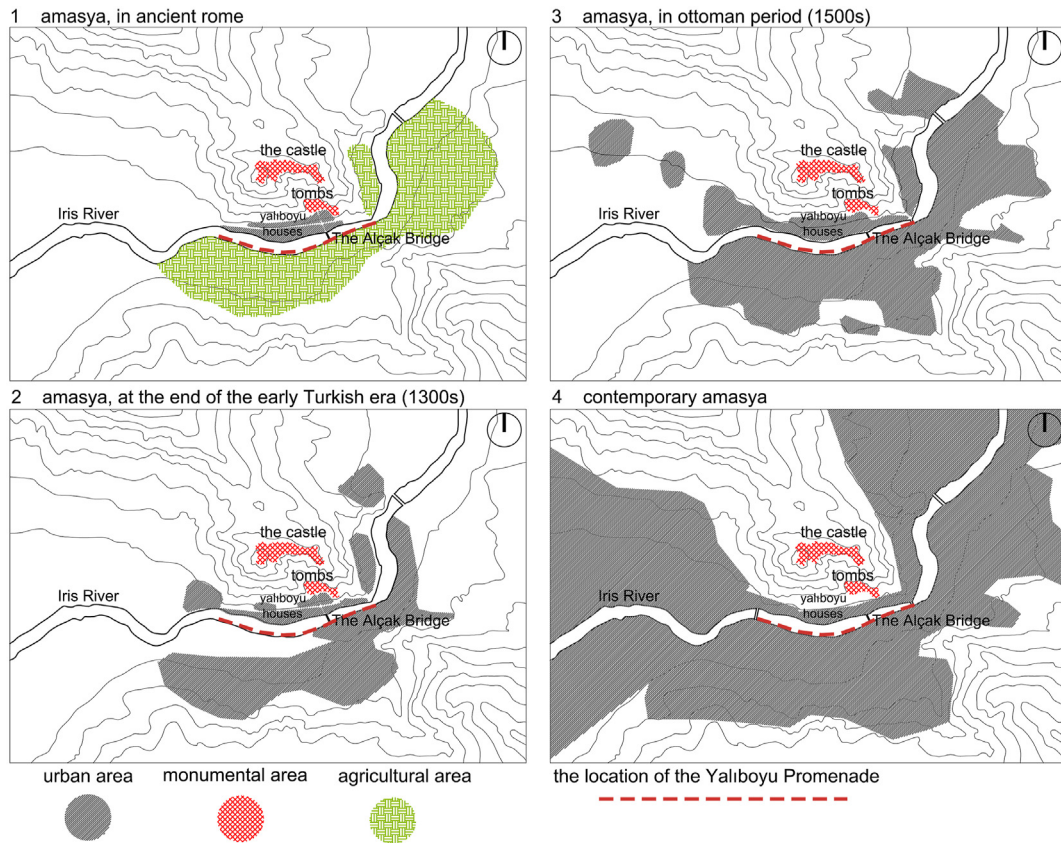 1 amasya, in ancient rome
the castle
tombs
Iris River
yalıboyu
houses
The Alçak Bridge
2 amasya, at the end of the early Turkish era (1300s)
the castle
tombs
Iris River
yalıboyu
houses
The Alçak Bridge
3 amasya, in ottoman period (1500s)
the castle
tombs
Iris River
yalıboyu
houses
The Alçak Bridge
4 contemporary amasya
the castle
tombs
Iris River
yalıboyu
houses
The Alçak Bridge
urban area
monumental area
agricultural area
the location of the Yalıboyu Promenade